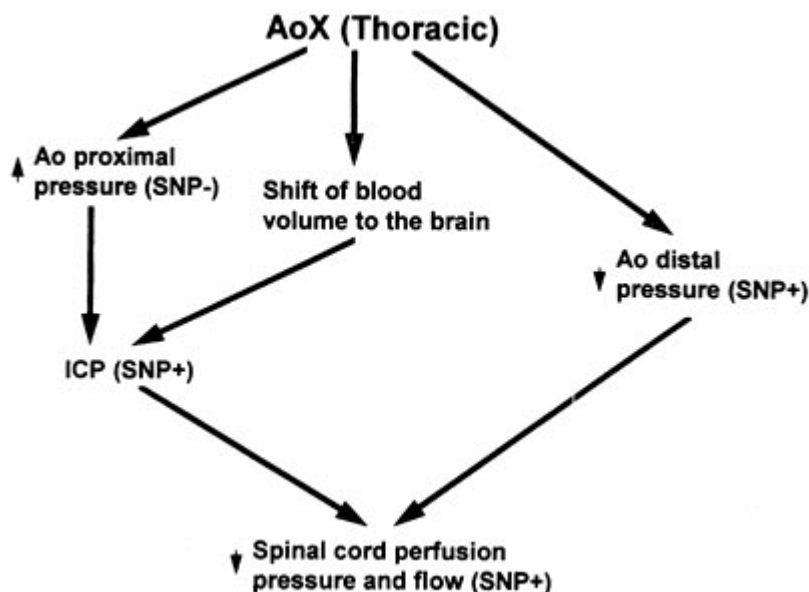 AoX (Thoracic)
Ao proximal
pressure (SNP-)
Shift of blood
volume to the brain
Ao distal
pressure (SNP+)
ICP (SNP+)
Spinal cord perfusion
pressure and flow (SNP+)